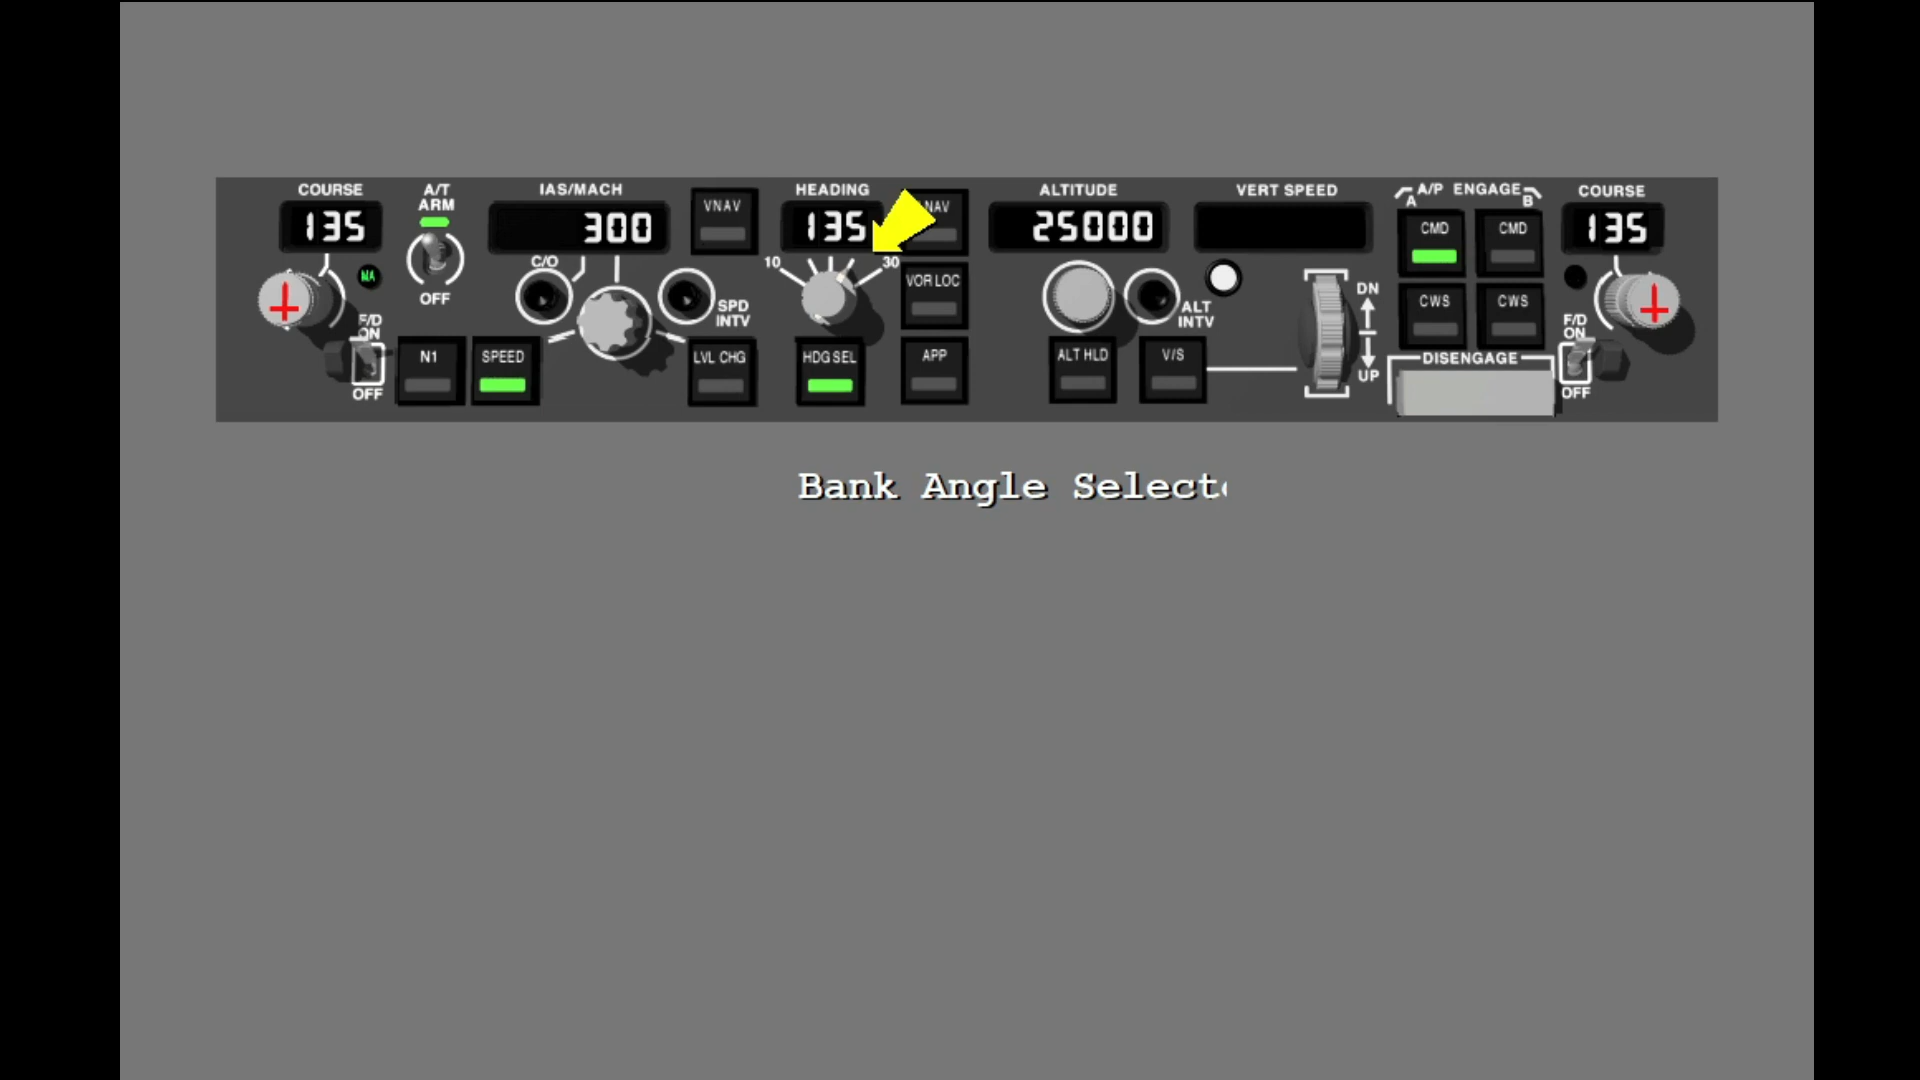 COURSE
A/T
ARM
IAS/MACH
HEADING
ALTITUDE
VERT SPEED
A/P ENGAGE
A
B
COURSE
135
300
VNAV
135
NAV
25000
CMD
CMD
135
C/O
10
30
MA
OFF
SPD
INTV
VOR LOC
ALT
INTV
DN
UP
CWS
CWS
F/D
ON
OFF
N1
SPEED
LVL CHG
HDG SEL
APP
ALT HLD
V/S
DISENGAGE
F/D
ON
OFF
Bank Angle Select